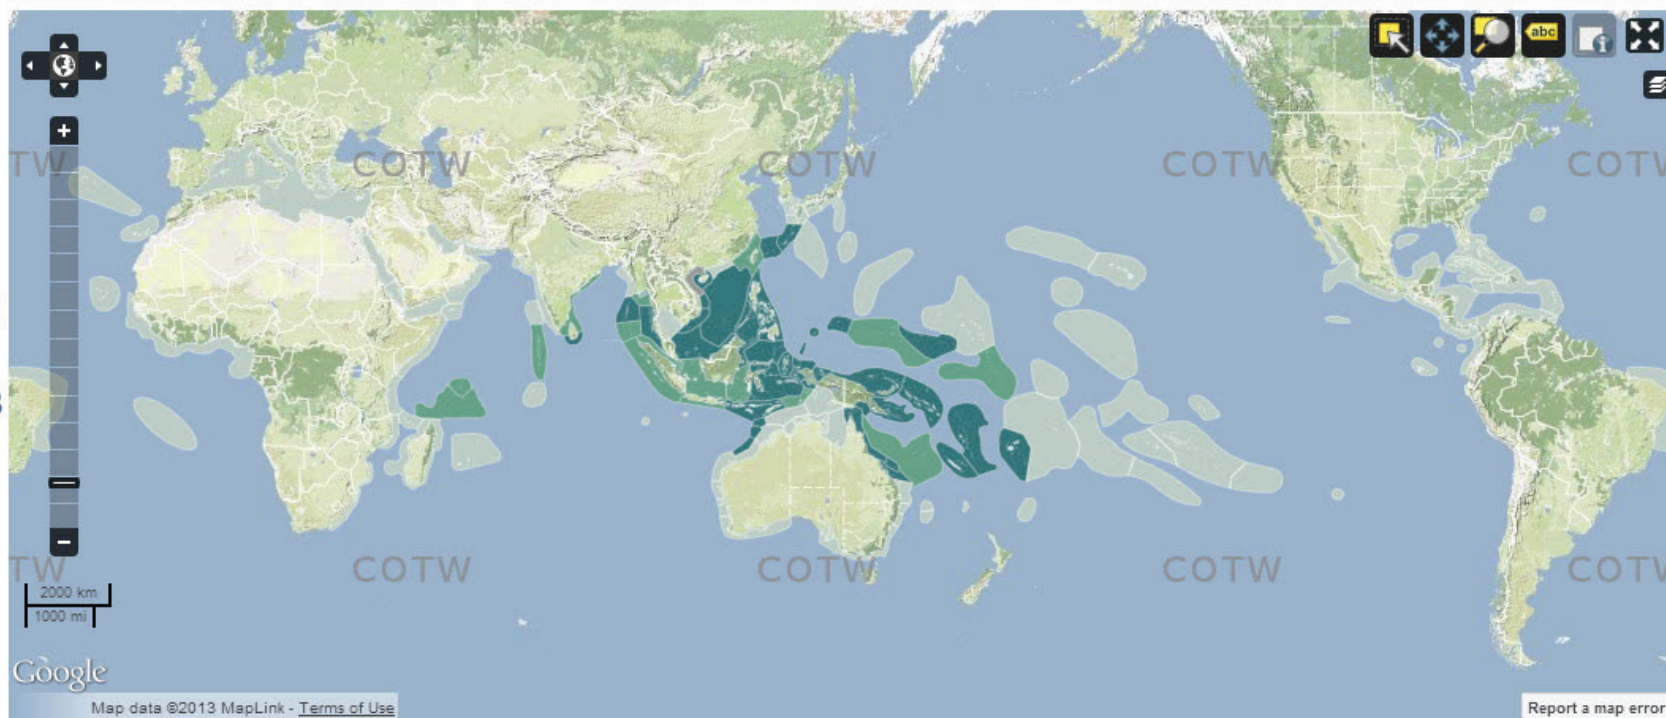 abc
+
TW COTW COTW COTW COTW
−
TW COTW COTW COTW COTW
2000 km
1000 mi
Google
Map data ©2013 MapLink - Terms of Use
Report a map error